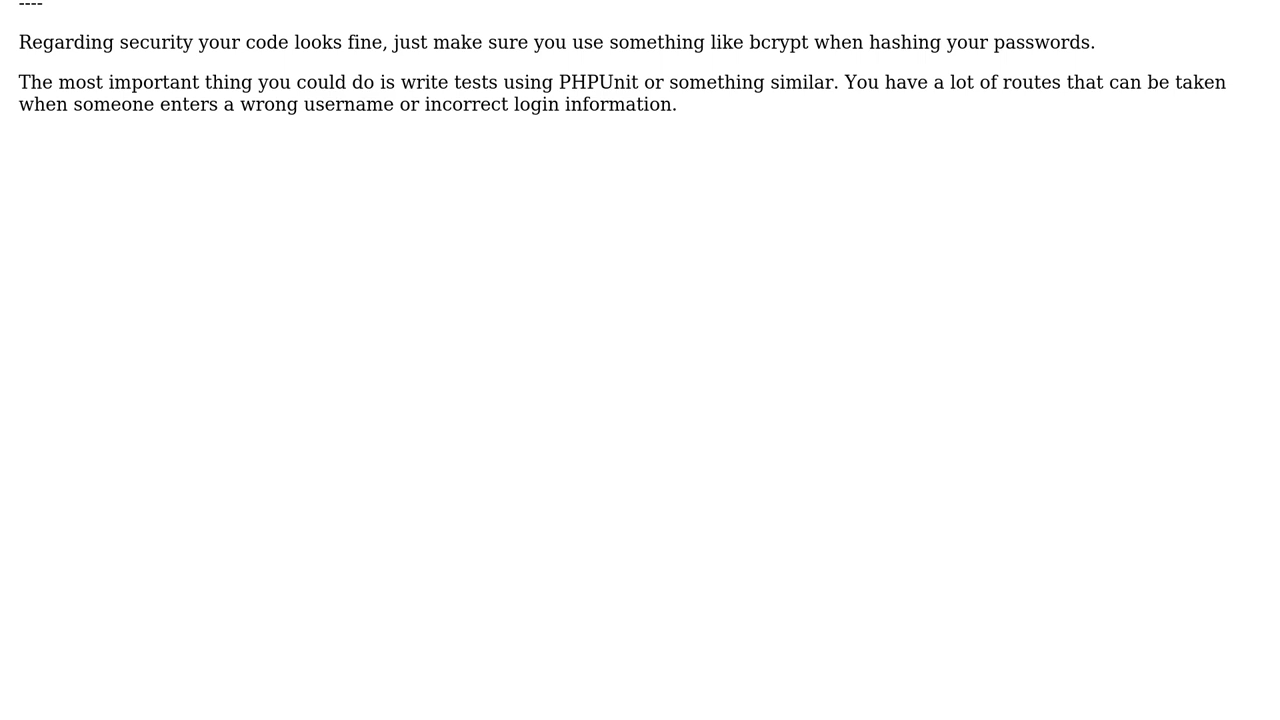 ----
Regarding security your code looks fine, just make sure you use something like bcrypt when hashing your passwords.
The most important thing you could do is write tests using PHPUnit or something similar. You have a lot of routes that can be taken
when someone enters a wrong username or incorrect login information.